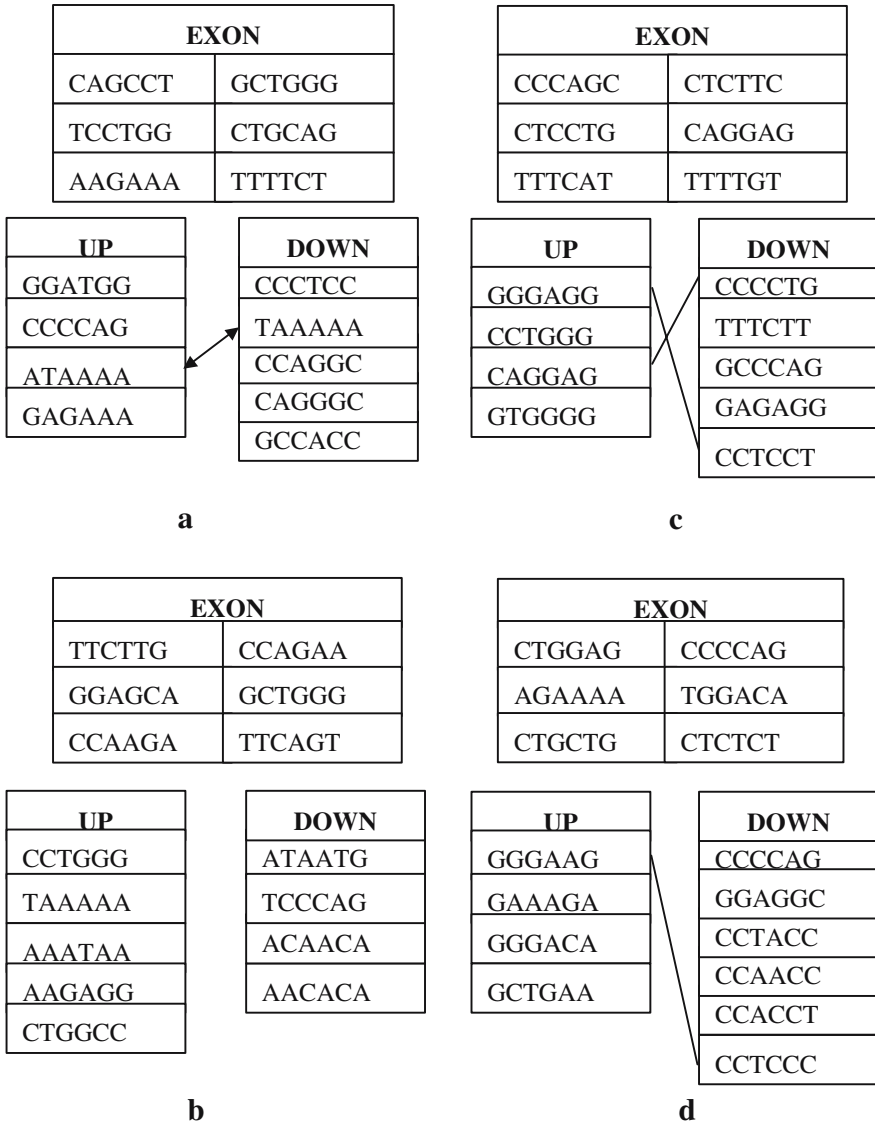 EXON
CAGCCT GCTGGG
TCCTGG CTGCAG
AAGAAA TTTTCT
UP
GGATGG
CCCCAG
ATAAAA
GAGAAA
DOWN
CCCTCC
TAAAAA
CCAGGC
CAGGGC
GCCACC
a
EXON
CCCAGC CTCTTC
CTCCTG CAGGAG
TTTCAT TTTTGT
UP
GGGAGG
CCTGGG
CAGGAG
GTGGGG
DOWN
CCCCTG
TTTCTT
GCCCAG
GAGAGG
CCTCCT
c
EXON
TTCTTG CCAGAA
GGAGCA GCTGGG
CCAAGA TTCAGT
UP
CCTGGG
TAAAAA
AAATAA
AAGAGG
CTGGCC
DOWN
ATAATG
TCCCAG
ACAACA
AACACA
b
EXON
CTGGAG CCCCAG
AGAAAA TGGACA
CTGCTG CTCTCT
UP
GGGAAG
GAAAGA
GGGACA
GCTGAA
DOWN
CCCCAG
GGAGGC
CCTACC
CCAACC
CCACCT
CCTCCC
d